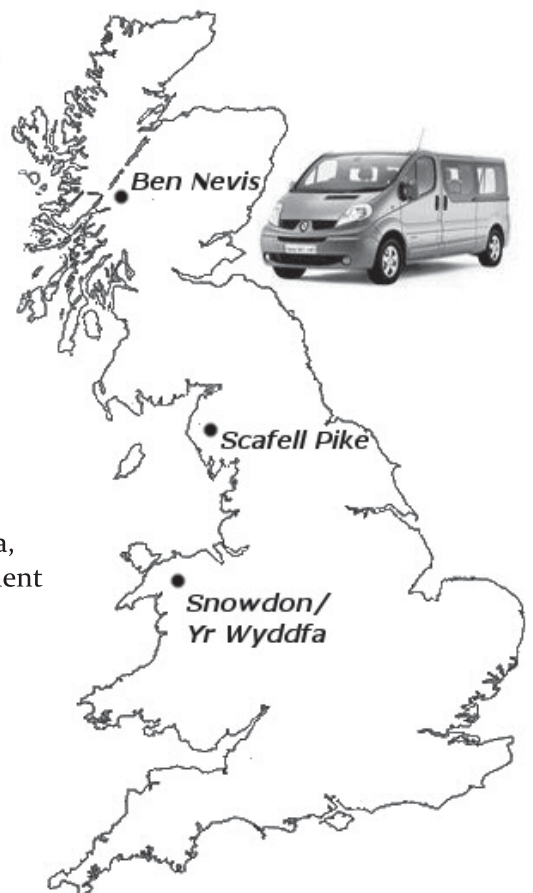 Ben Nevis
Scafell Pike
a,
ent
Snowdon/
Yr Wyddfa